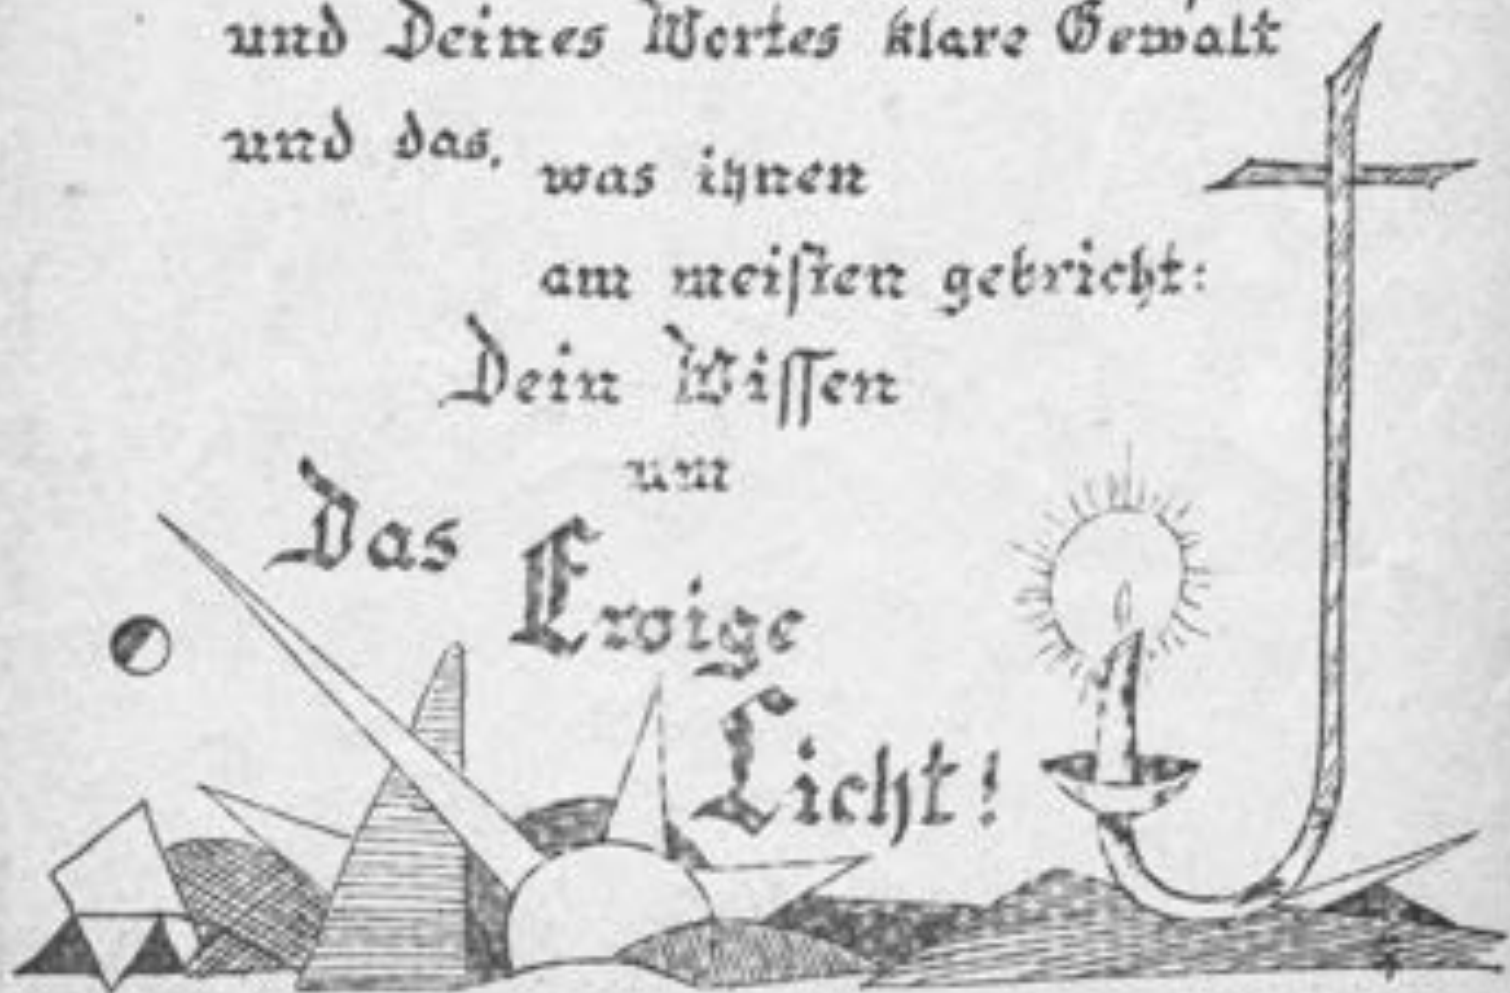 und Deines Wortes klare Gewalt
und das, was ihnen
am meiſten gebricht:
Dein Wiſſen
um
Das Ewige
Licht!